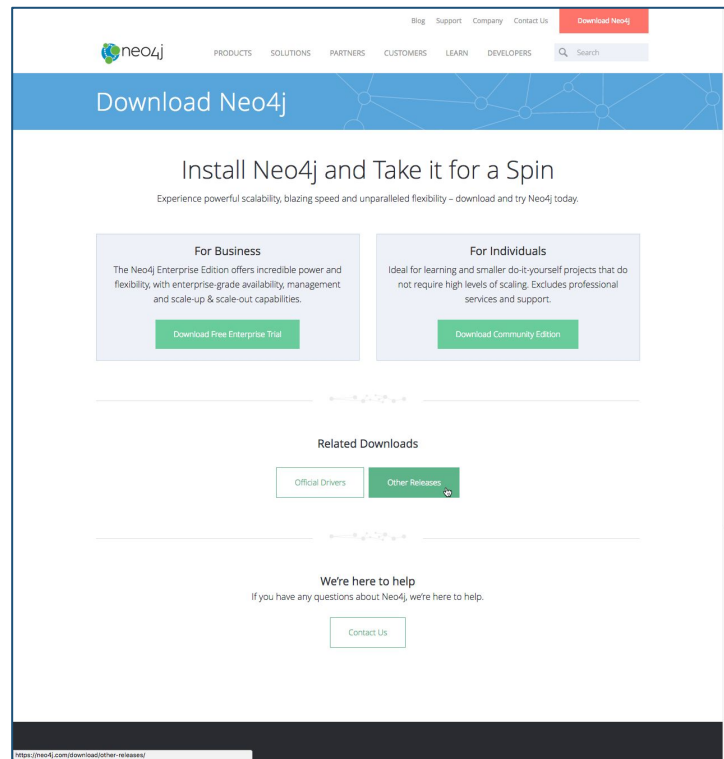 Blog Support Company Contact Us Download Neo4j
neo4j PRODUCTS SOLUTIONS PARTNERS CUSTOMERS LEARN DEVELOPERS Search
Download Neo4j
Install Neo4j and Take it for a Spin
Experience powerful scalability, blazing speed and unparalleled flexibility – download and try Neo4j today.
For Business
The Neo4j Enterprise Edition offers incredible power and
flexibility, with enterprise-grade availability, management
and scale-up & scale-out capabilities.
Download Free Enterprise Trial
For Individuals
Ideal for learning and smaller do-it-yourself projects that do
not require high levels of scaling. Excludes professional
services and support.
Download Community Edition
Related Downloads
Official Drivers Other Releases
We're here to help
If you have any questions about Neo4j, we're here to help.
Contact Us
https://neo4j.com/download/other-releases/